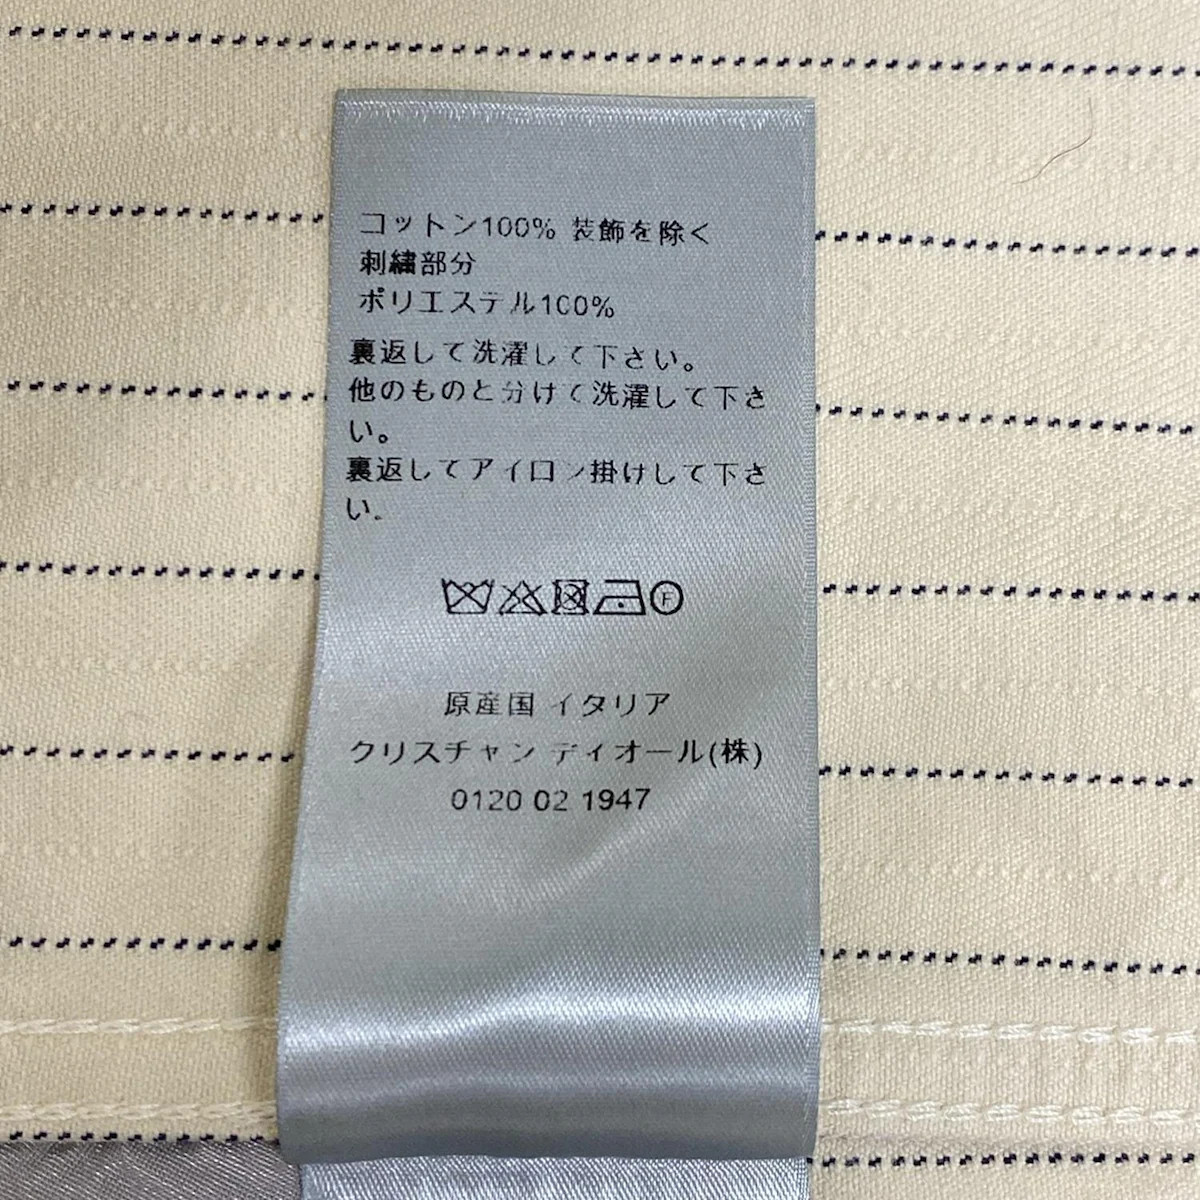 コットン100% 装飾を除く
刺繍部分
ポリエステル100%
裏返して洗濯して下さい。
他のものと分けて洗濯して下さ
い。
裏返してアイロン掛けして下さ
い。
F
原産国 イタリア
クリスチャン ディオール(株)
0120 02 1947